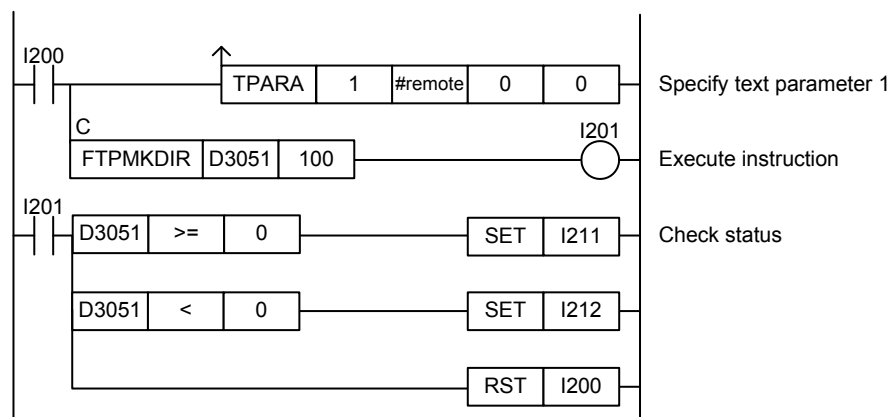 I200
TPARA 1 #remote 0 0 Specify text parameter 1
C I201
FTPMKDIR D3051 100 Execute instruction
I201
D3051 >= 0 SET I211 Check status
D3051 < 0 SET I212
RST I200